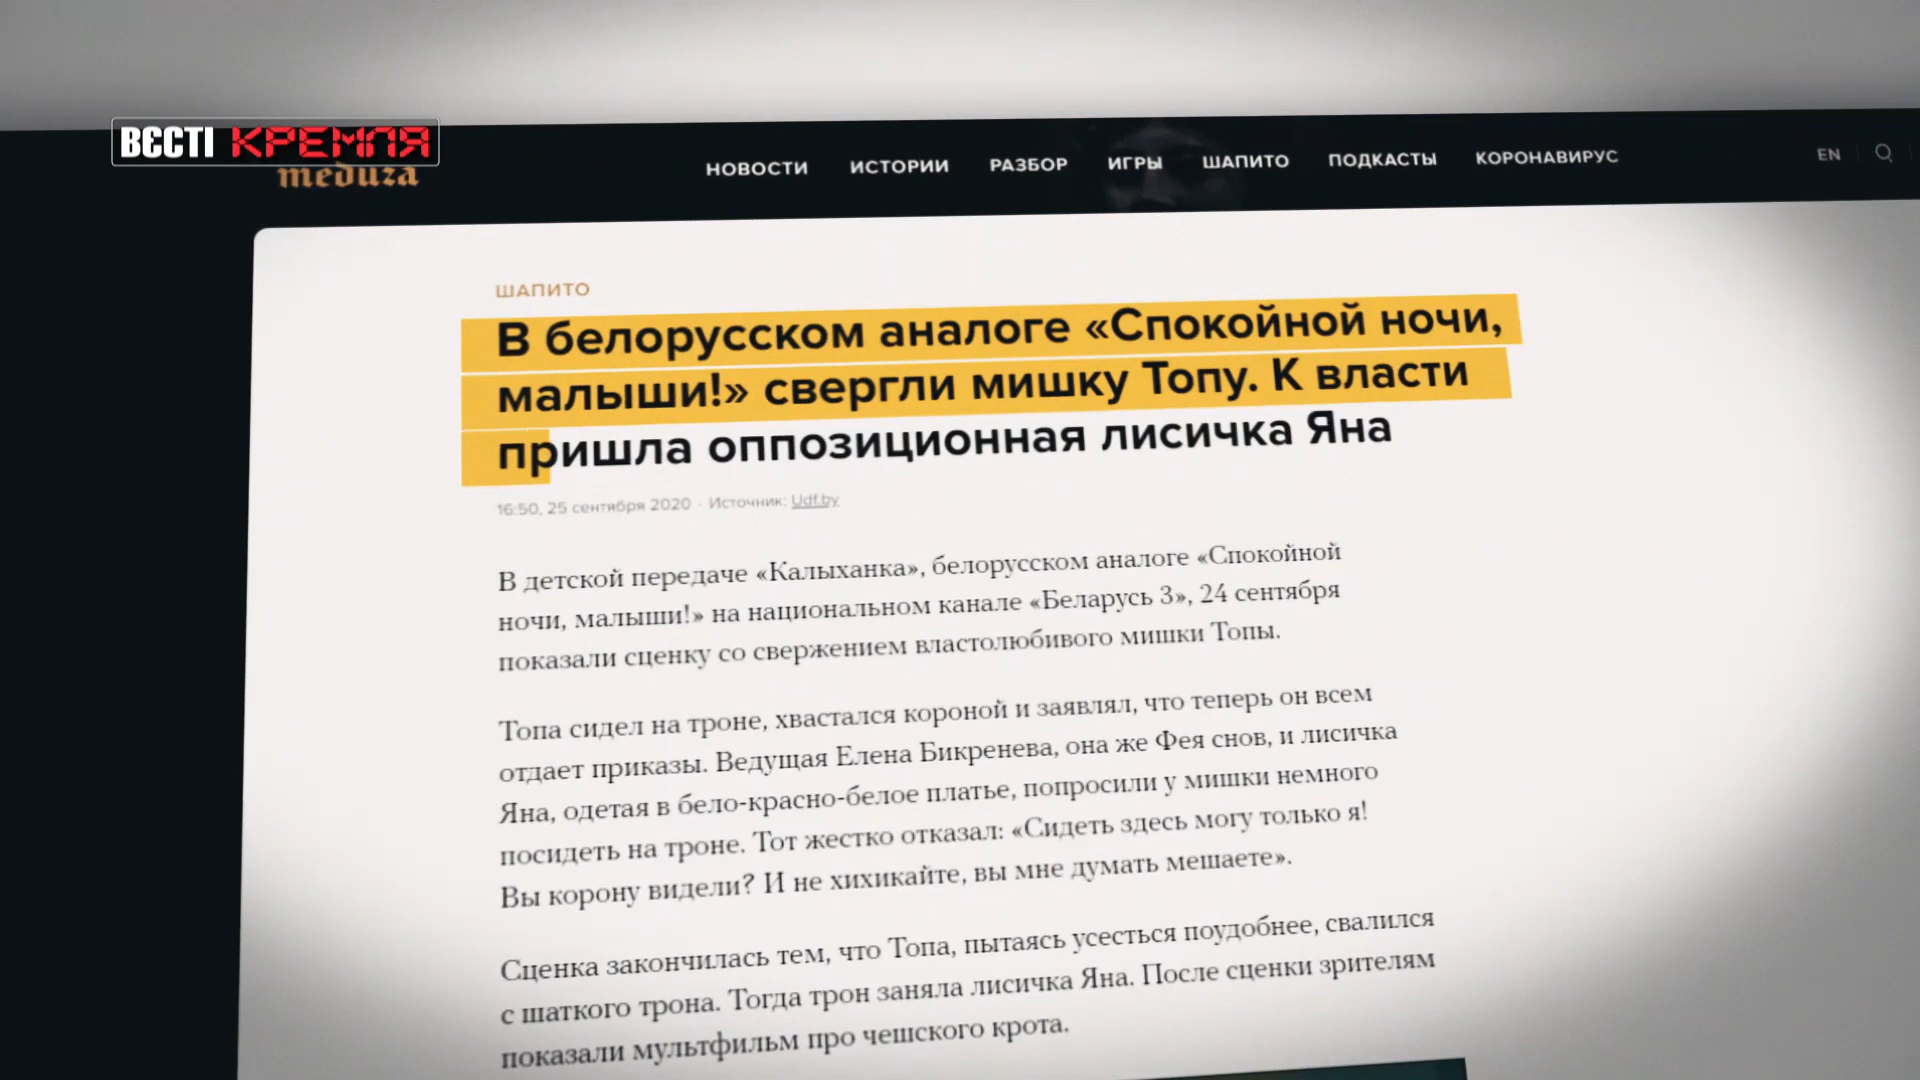 ВЄСТІ КРЕМЛЯ
meduza
НОВОСТИ ИСТОРИИ РАЗБОР ИГРЫ ШАПИТО ПОДКАСТЫ КОРОНАВИРУС EN
ШАПИТО
В белорусском аналоге «Спокойной ночи,
малыши!» свергли мишку Топу. К власти
пришла оппозиционная лисичка Яна
16:50, 25 сентября 2020 · Источник: Udf.by
В детской передаче «Калыханка», белорусском аналоге «Спокойной
ночи, малыши!» на национальном канале «Беларусь 3», 24 сентября
показали сценку со свержением властолюбивого мишки Топы.
Топа сидел на троне, хвастался короной и заявлял, что теперь он всем
отдает приказы. Ведущая Елена Бикренева, она же Фея снов, и лисичка
Яна, одетая в бело-красно-белое платье, попросили у мишки немного
посидеть на троне. Тот жестко отказал: «Сидеть здесь могу только я!
Вы корону видели? И не хихикайте, вы мне думать мешаете».
Сценка закончилась тем, что Топа, пытаясь усесться поудобнее, свалился
с шаткого трона. Тогда трон заняла лисичка Яна. После сценки зрителям
показали мультфильм про чешского крота.